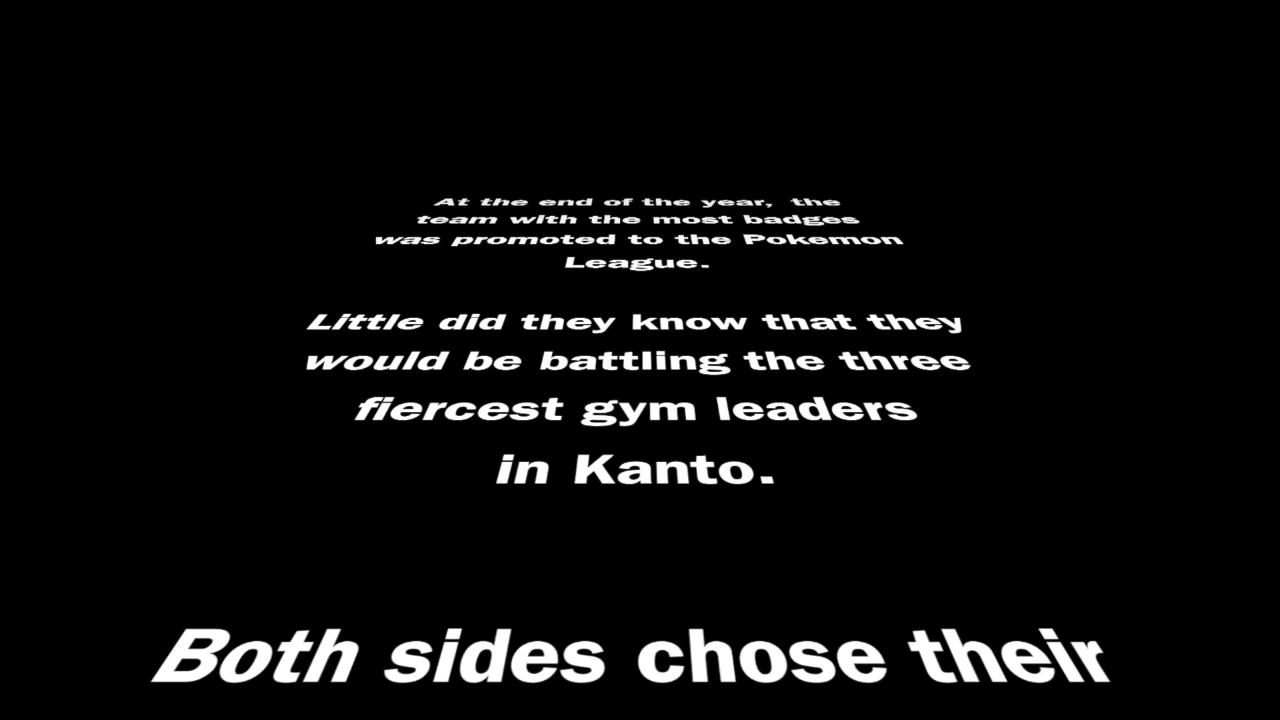 At the end of the year, the
team with the most badges
was promoted to the Pokemon
League.
Little did they know that they
would be battling the three
fiercest gym leaders
in Kanto.
Both sides chose their